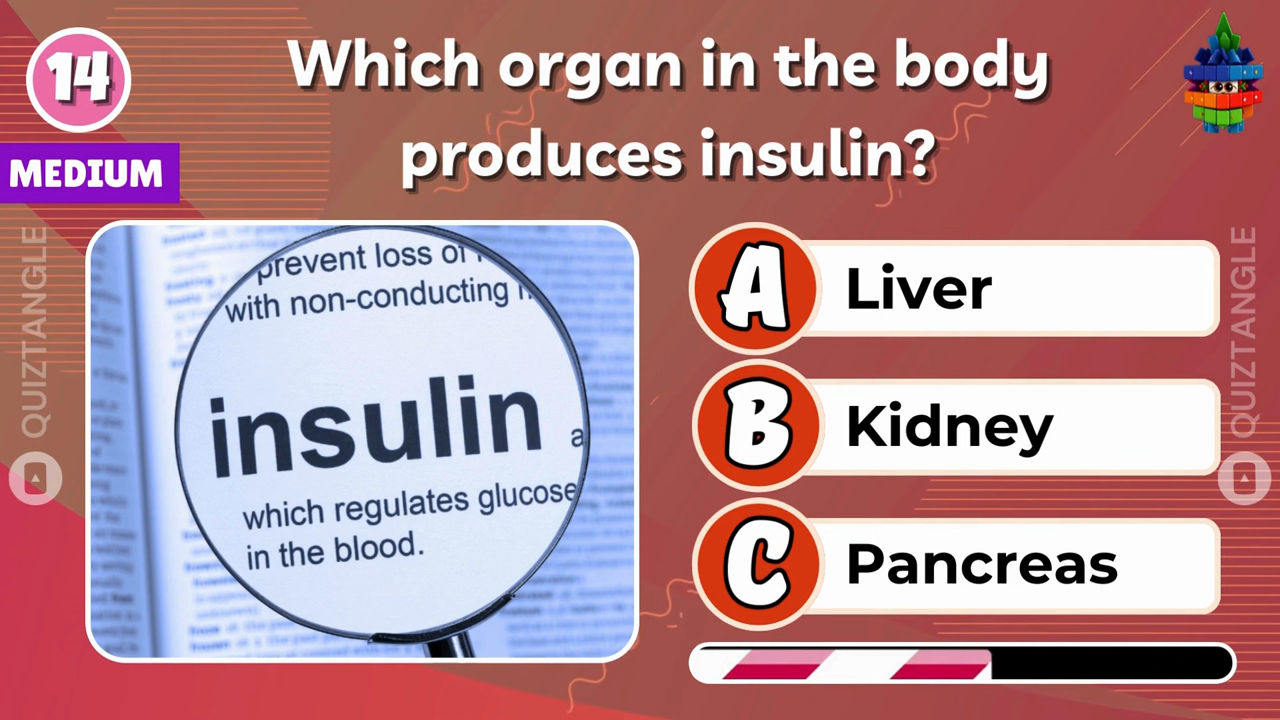 14
Which organ in the body
produces insulin?
MEDIUM
QUIZTANGLE
prevent loss of
with non-conducting
insulin
a
which regulates glucose
in the blood.
A Liver
B Kidney
C Pancreas
QUIZTANGLE